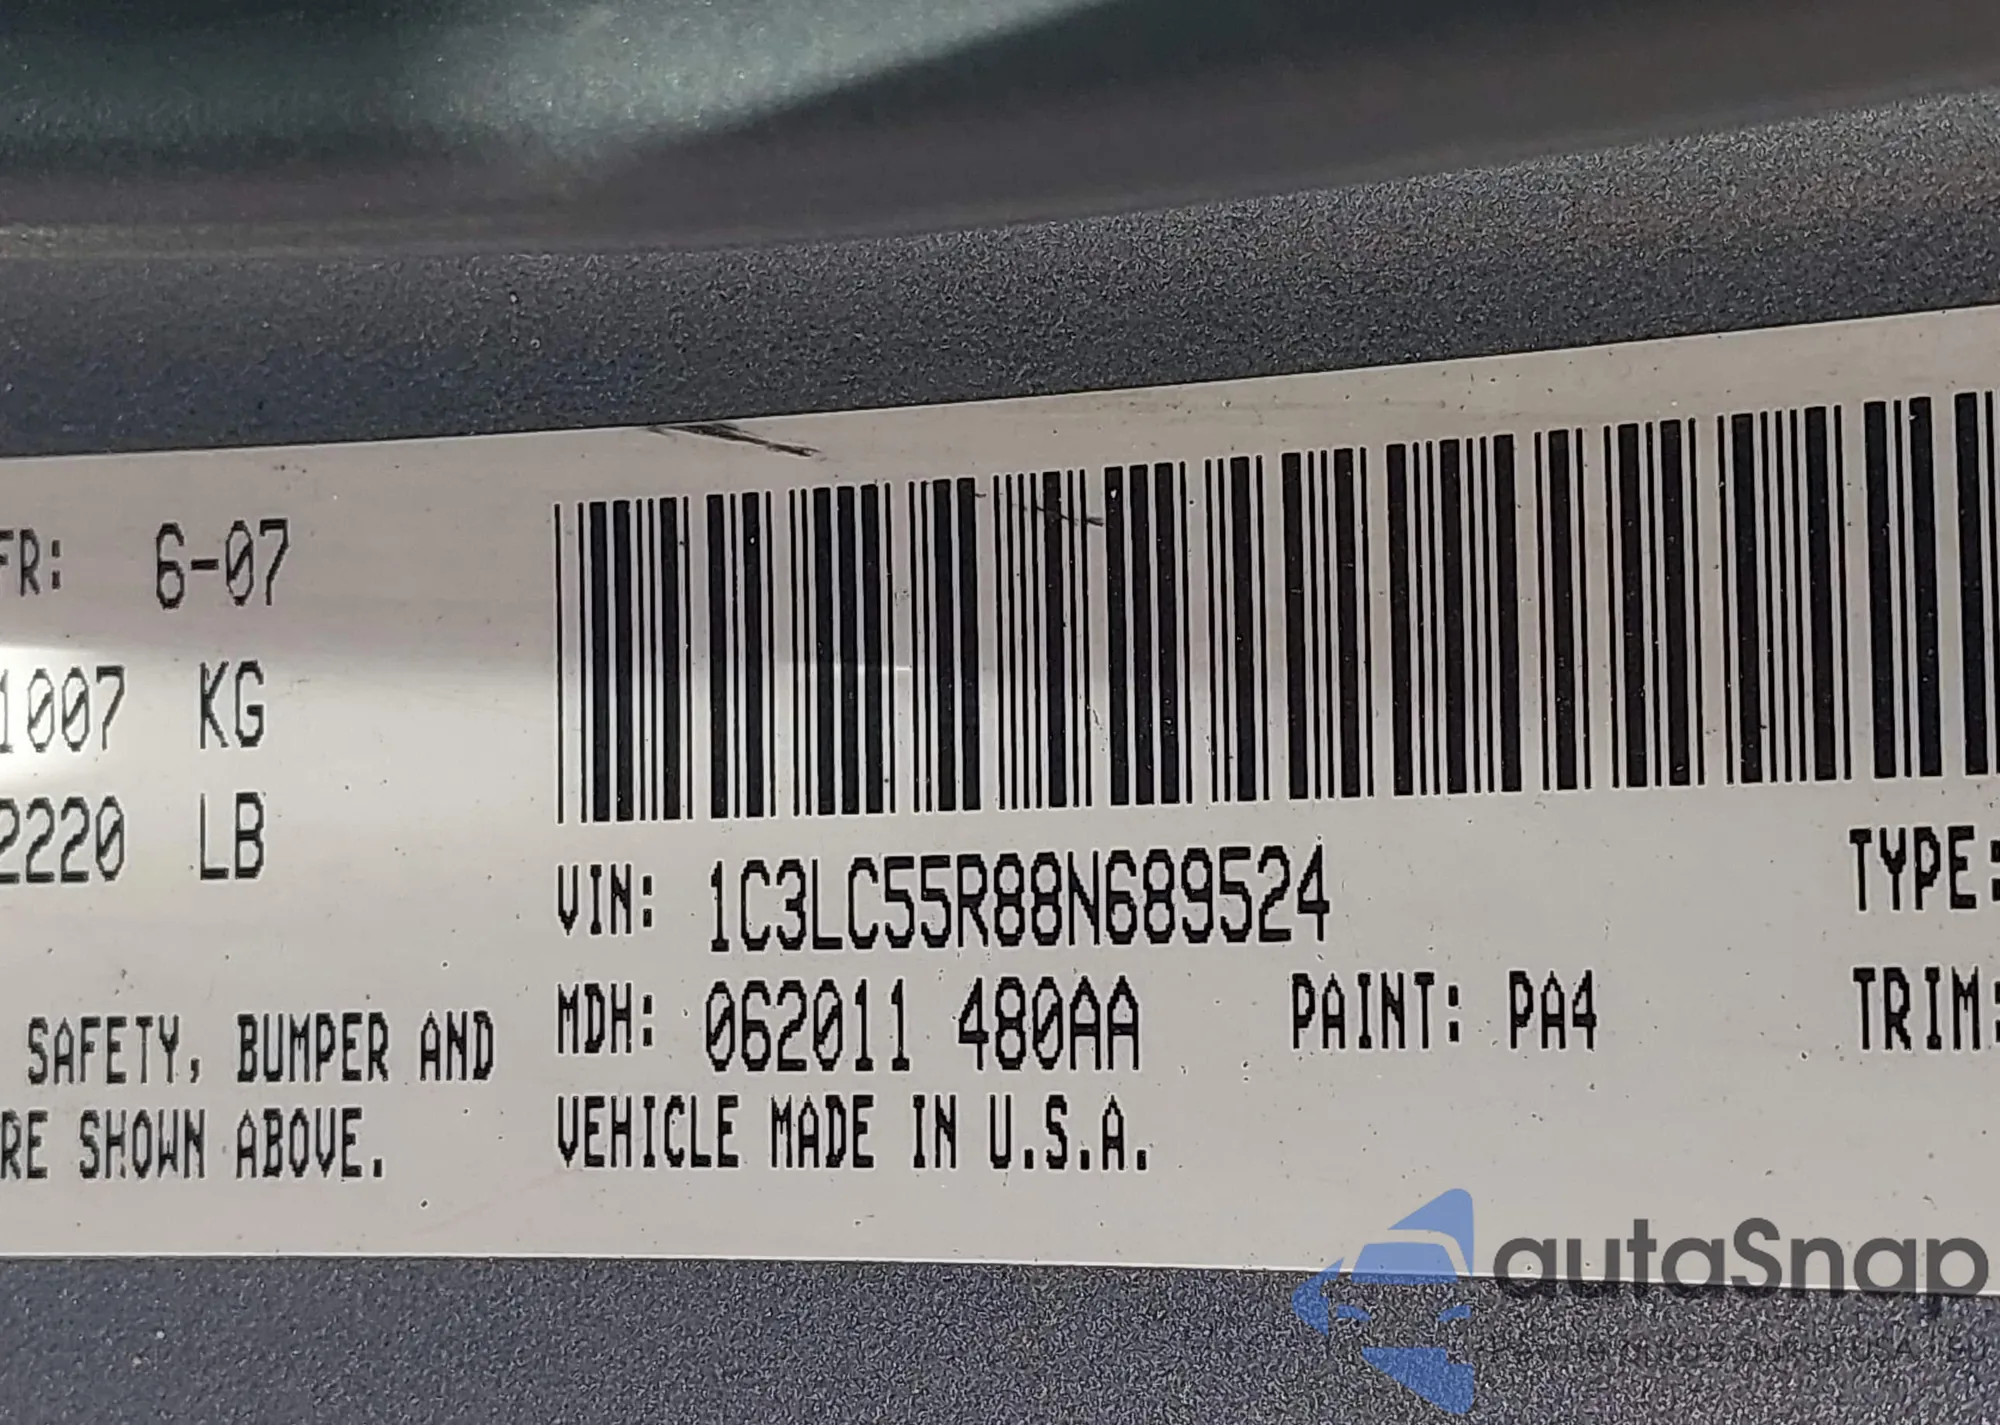 FR: 6-07
1007 KG
2220 LB
SAFETY, BUMPER AND
RE SHOWN ABOVE.
VIN: 1C3LC55R88N689524
MDH: 062011 480AA
PAINT: PA4
VEHICLE MADE IN U.S.A.
TYPE:
TRIM:
autaSnap